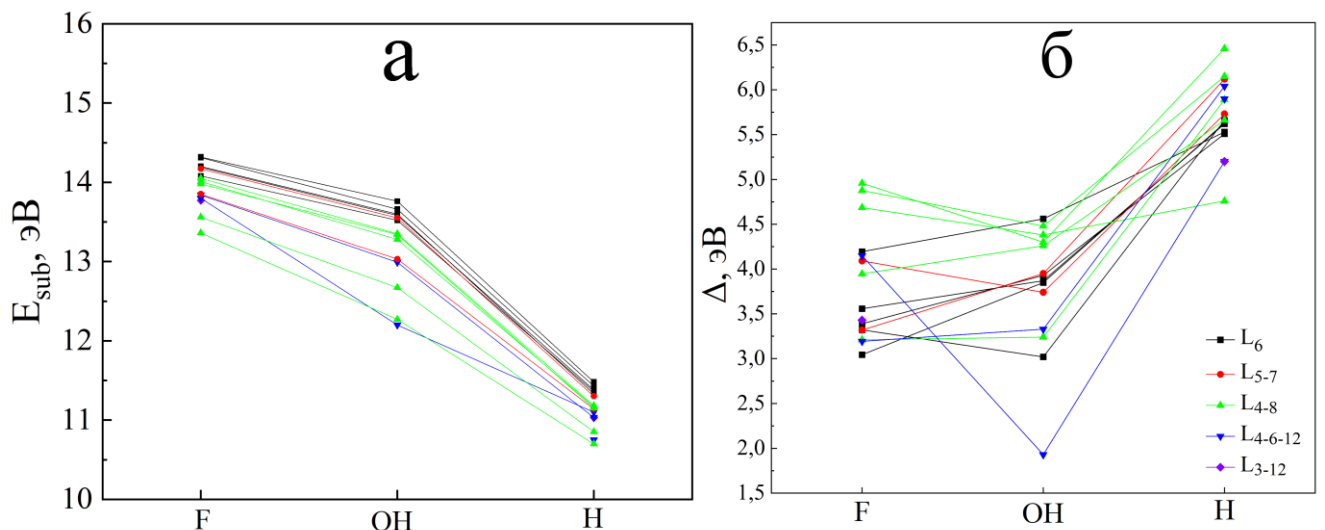 а
E_sub, эВ
16
15
14
13
12
11
10
F OH H
б
Δ, эВ
6,5
6,0
5,5
5,0
4,5
4,0
3,5
3,0
2,5
2,0
1,5
F OH H
L_6
L_5-7
L_4-8
L_4-6-12
L_3-12